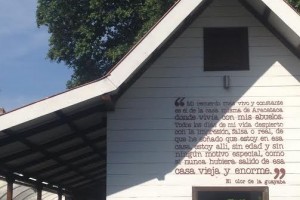 “Mi recuerdo más vivo y constante
es el de la casa misma de Aracataca
donde vivía con mis abuelos.
Todos los días de mi vida despierto
con la impresión, falsa o real, de
que he soñado que estoy en esa
casa, estoy allí, sin edad y sin
ningún motivo especial, como
si nunca hubiera salido de esa
casa vieja y enorme.”
El olor de la guayaba